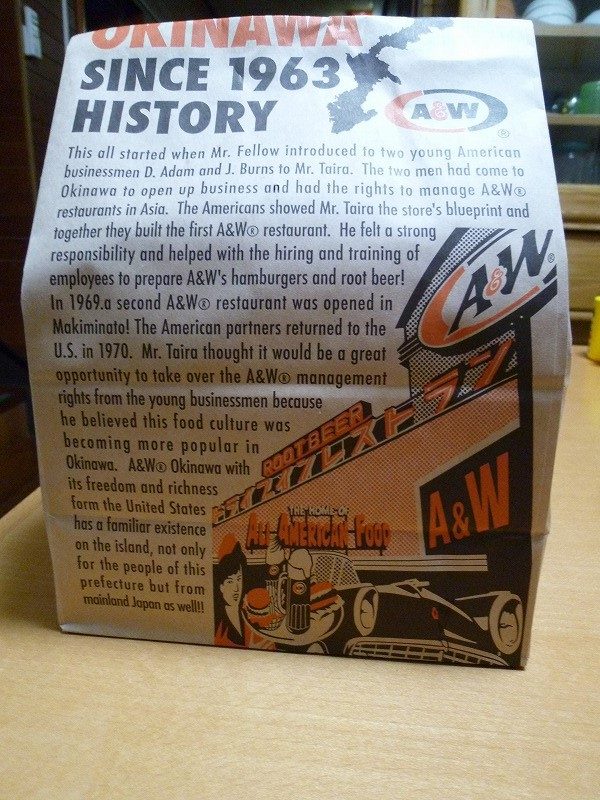 OKINAWA
SINCE 1963
HISTORY
A&W®
This all started when Mr. Fellow introduced to two young American
businessmen D. Adam and J. Burns to Mr. Taira. The two men had come to
Okinawa to open up business and had the rights to manage A&W®
restaurants in Asia. The Americans showed Mr. Taira the store's blueprint and
together they built the first A&W® restaurant. He felt a strong
responsibility and helped with the hiring and training of
employees to prepare A&W's hamburgers and root beer!
In 1969.a second A&W® restaurant was opened in
Makiminato! The American partners returned to the
U.S. in 1970. Mr. Taira thought it would be a great
opportunity to take over the A&W® management
rights from the young businessmen because
he believed this food culture was
becoming more popular in
Okinawa. A&W® Okinawa with
its freedom and richness
form the United States
has a familiar existence
on the island, not only
for the people of this
prefecture but from
mainland Japan as well!!
A&W®
ROOT BEER
ドライブインレストラン
THE HOME OF
ALL AMERICAN FOOD
A&W